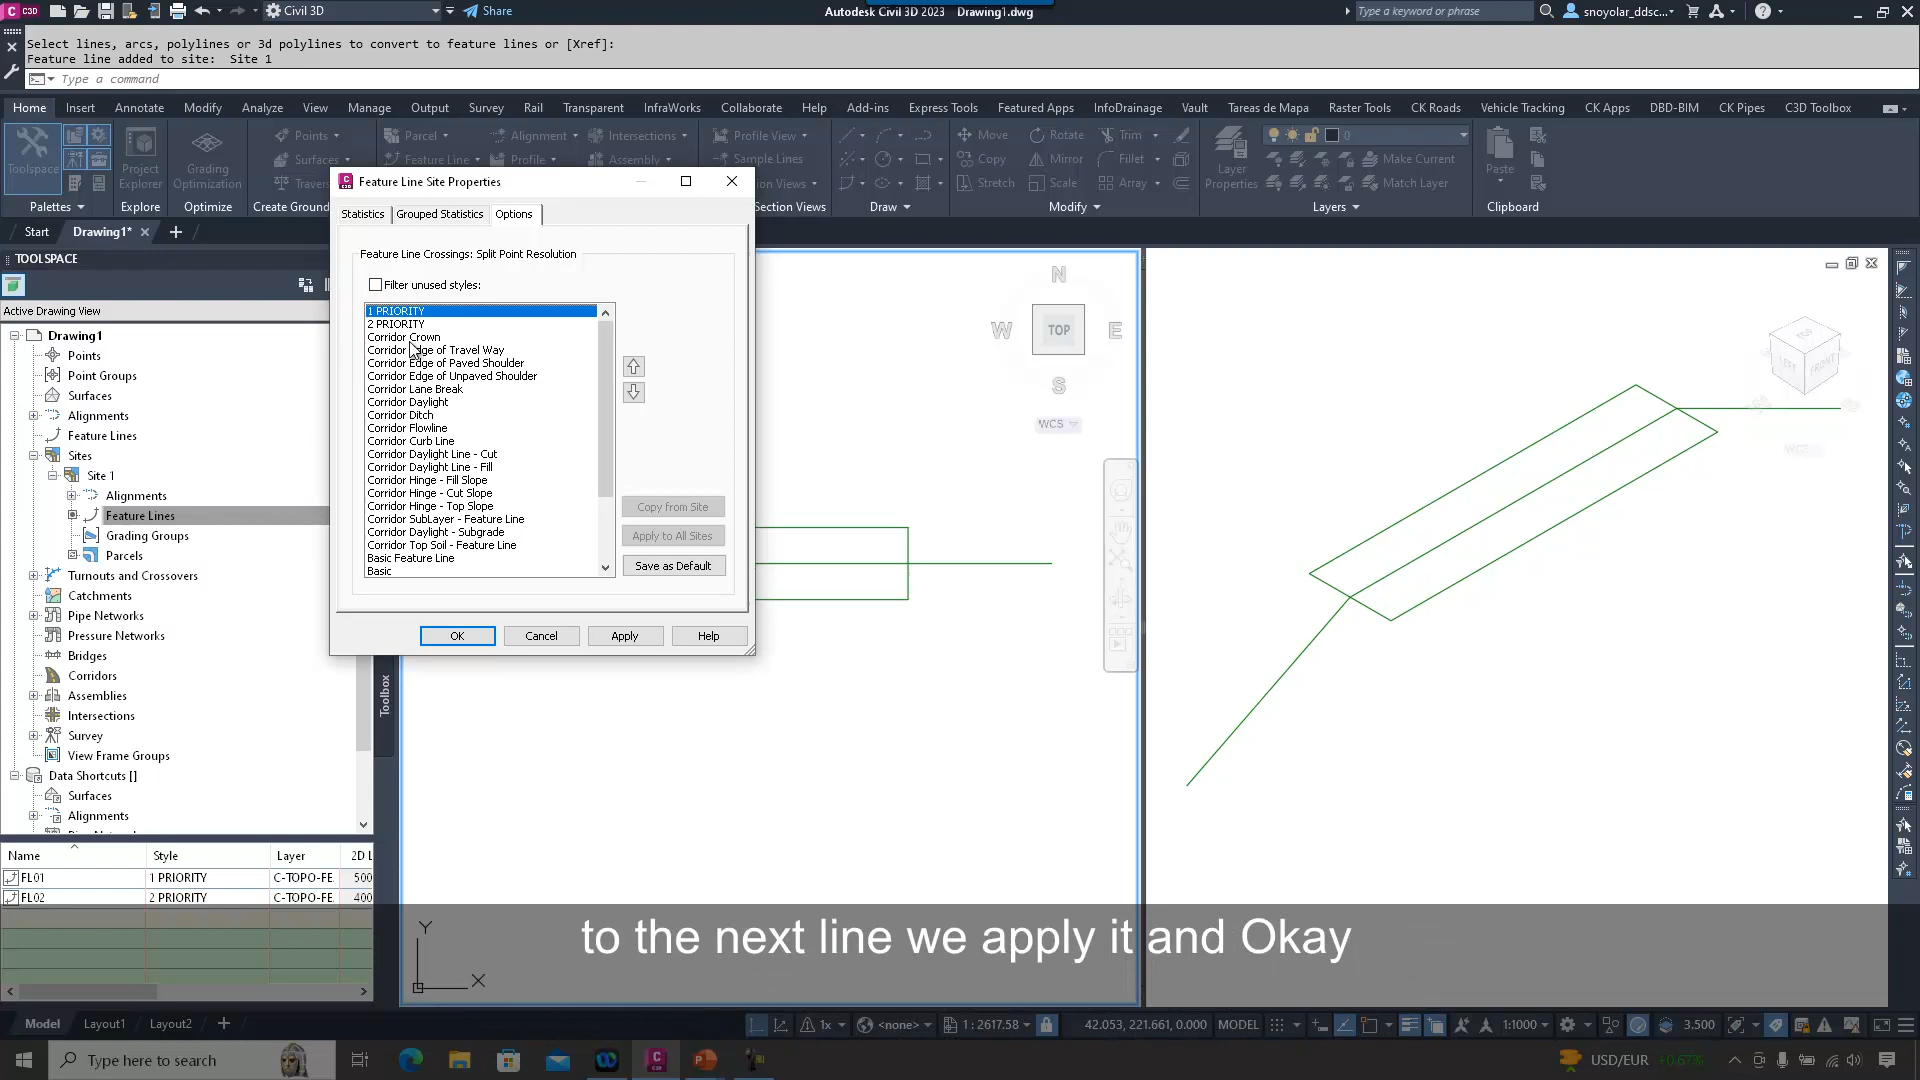 C3D Civil 3D Share Autodesk Civil 3D 2023 Drawing1.dwg Type a keyword or phrase snoyolar_ddsc...
Select lines, arcs, polylines or 3d polylines to convert to feature lines or [Xref]:
Feature line added to site: Site 1
Type a command
Home Insert Annotate Modify Analyze View Manage Output Survey Rail Transparent InfraWorks Collaborate Help Add-ins Express Tools Featured Apps InfoDrainage Vault Tareas de Mapa Raster Tools CK Roads Vehicle Tracking CK Apps DBD-BIM CK Pipes C3D Toolbox
Points Parcel Alignment Intersections Profile View Move Rotate Trim 0
Toolspace Project Explorer Grading Optimization Surfaces Feature Line Profile Assembly Sample Lines Copy Mirror Fillet Layer Properties Make Current Paste
Stretch Scale Array Match Layer
Palettes Explore Optimize Create Ground Section Views Draw Modify Layers Clipboard
Start Drawing1*
TOOLSPACE
Active Drawing View
Drawing1
Points
Point Groups
Surfaces
Alignments
Feature Lines
Sites
Site 1
Alignments
Feature Lines
Grading Groups
Parcels
Turnouts and Crossovers
Catchments
Pipe Networks
Pressure Networks
Bridges
Corridors
Assemblies
Intersections
Survey
View Frame Groups
Data Shortcuts []
Surfaces
Alignments
Toolbox
Name Style Layer 2D L
FL01 1 PRIORITY C-TOPO-FE. 500
FL02 2 PRIORITY C-TOPO-FE. 400
Feature Line Site Properties
Statistics Grouped Statistics Options
Feature Line Crossings: Split Point Resolution
Filter unused styles:
1 PRIORITY
2 PRIORITY
Corridor Crown
Corridor Edge of Travel Way
Corridor Edge of Paved Shoulder
Corridor Edge of Unpaved Shoulder
Corridor Lane Break
Corridor Daylight
Corridor Ditch
Corridor Flowline
Corridor Curb Line
Corridor Daylight Line - Cut
Corridor Daylight Line - Fill
Corridor Hinge - Fill Slope
Corridor Hinge - Cut Slope
Corridor Hinge - Top Slope
Corridor SubLayer - Feature Line
Corridor Daylight - Subgrade
Corridor Top Soil - Feature Line
Basic Feature Line
Basic
Copy from Site
Apply to All Sites
Save as Default
OK Cancel Apply Help
N
W TOP E
S
WCS
TOP
LEFT FRONT
WCS
Y
X
to the next line we apply it and Okay
Model Layout1 Layout2 1x <none> 1 : 2617.58 42.053, 221.661, 0.000 MODEL 1:1000 3.500
Type here to search USD/EUR +0.67%